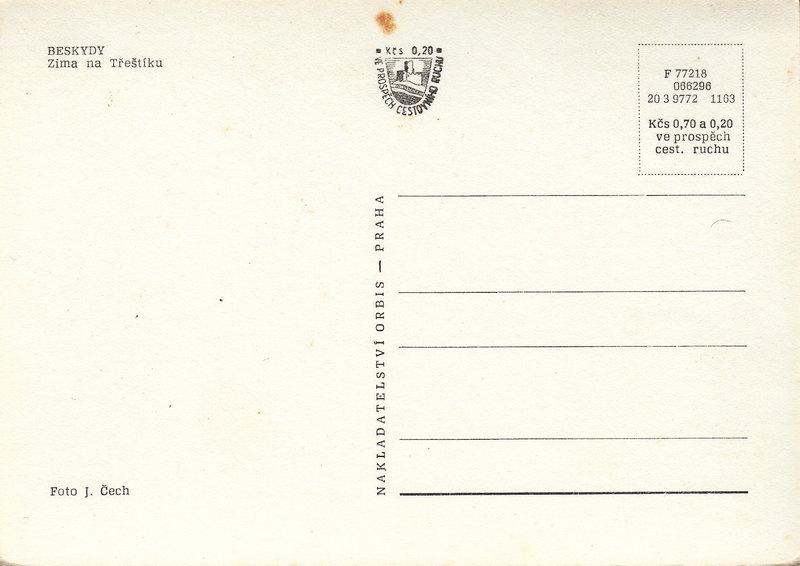 BESKYDY
Zima na Třeštíku
Kčs 0,20
VE PROSPĚCH CESTOVNÍHO RUCHU
F 77218
066296
20 3 9772 1163
Kčs 0,70 a 0,20
ve prospěch
cest. ruchu
NAKLADATELSTVÍ ORBIS — PRAHA
Foto J. Čech